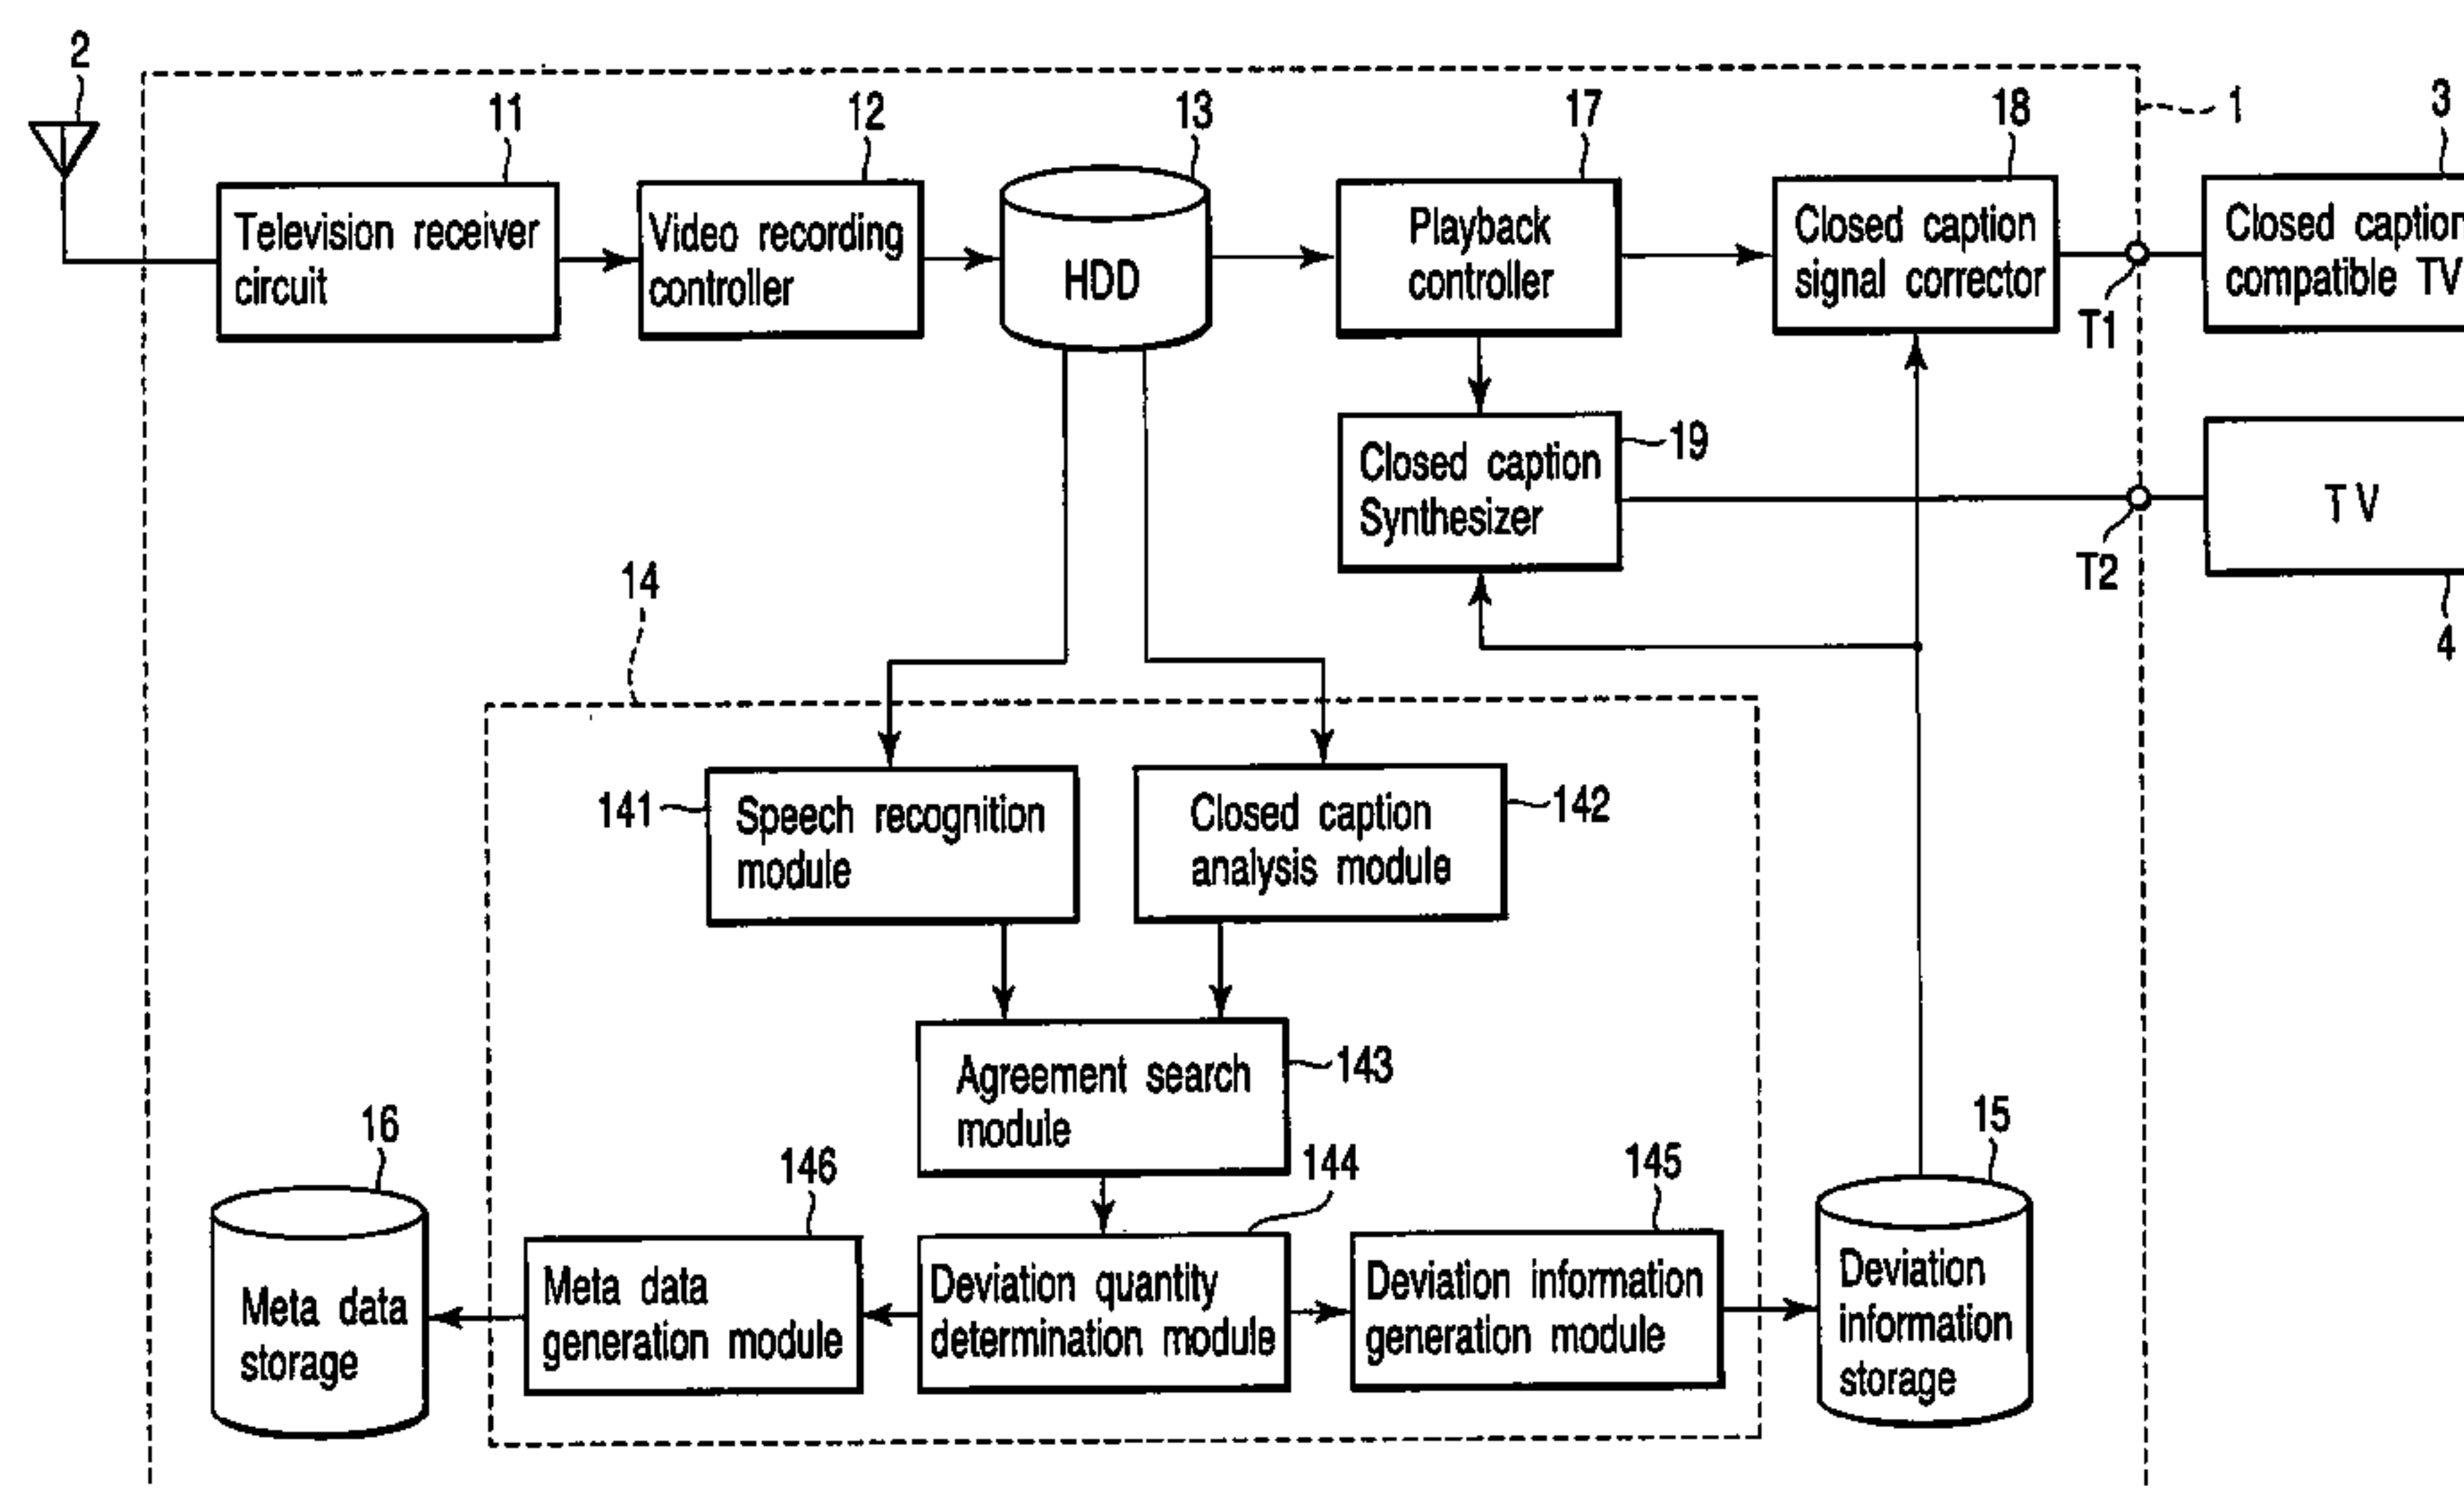 2
11
12
13
17
18
1
3
Television receiver
circuit
Video recording
controller
HDD
Playback
controller
Closed caption
signal corrector
T1
Closed caption
compatible TV
19
Closed caption
Synthesizer
T2
TV
4
14
141
Speech recognition
module
Closed caption
analysis module
142
Agreement search
module
143
16
146
144
145
15
Meta data
storage
Meta data
generation module
Deviation quantity
determination module
Deviation information
generation module
Deviation
information
storage